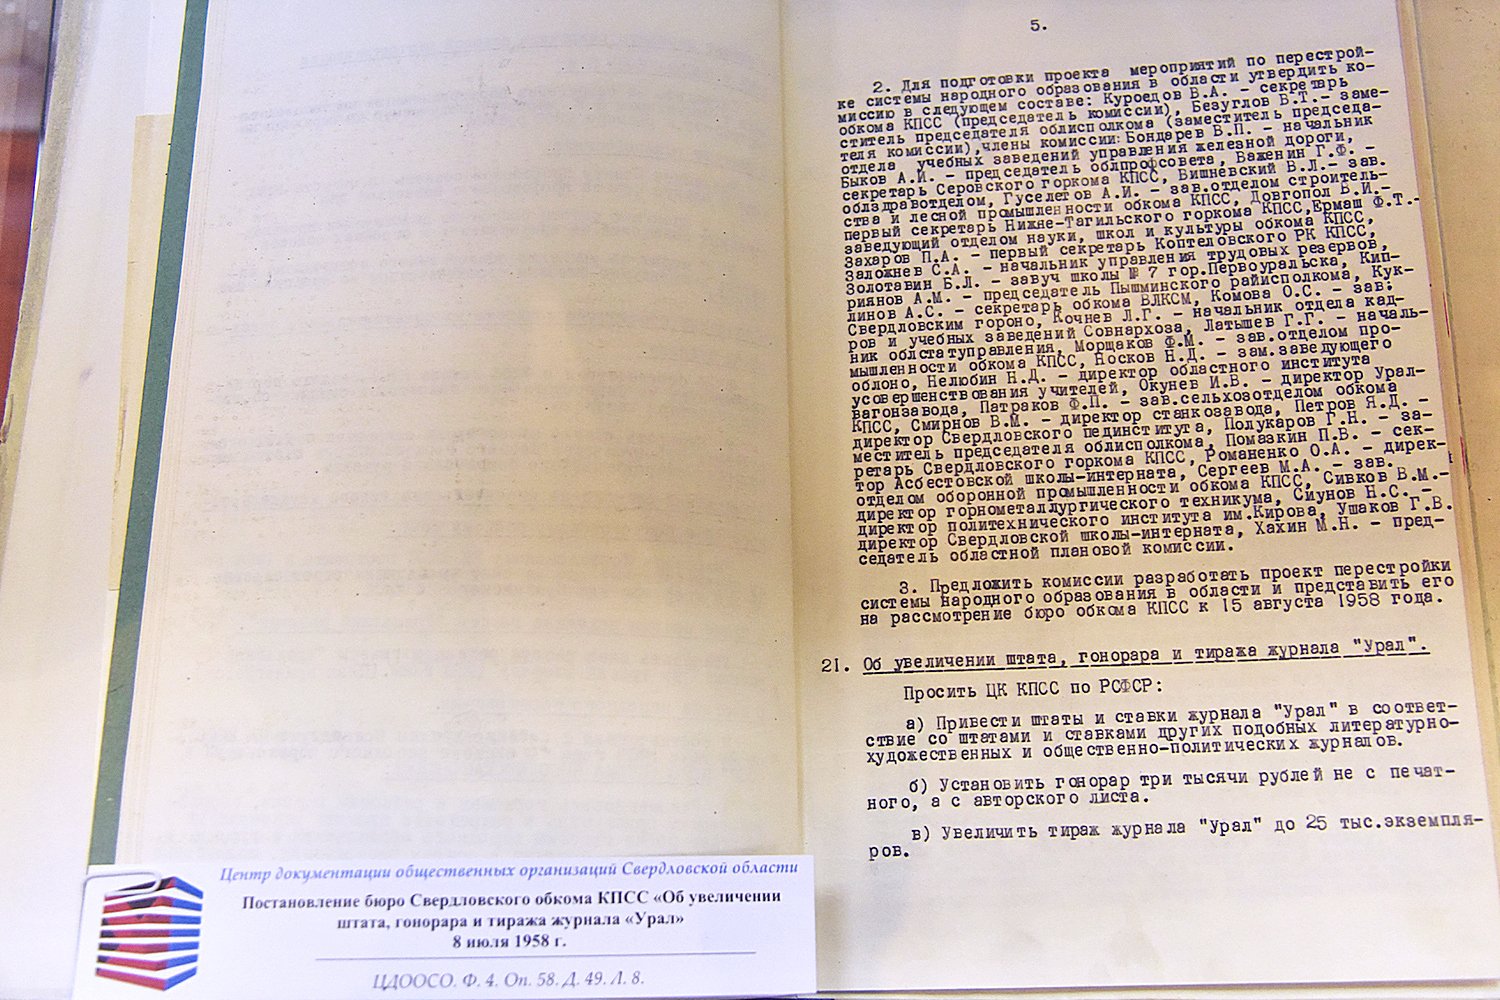 5.
2. Для подготовки проекта мероприятий по перестрой-
ке системы народного образования в области утвердить ко-
миссию в следующем составе: Куроедов В.А. - секретарь
обкома КПСС (председатель комиссии), Безуглов В.Т.- заме-
ститель председателя облисполкома (заместитель председа-
теля комиссии),члены комиссии: Бондарев В.П. - начальник
отдела учебных заведений управления железной дороги,
Быков А.И. - председатель облпрофсовета, Важенин Г.Ф. -
секретарь Серовского горкома КПСС, Вишневский В.Л.- зав.
облздравотделом, Гуселетов А.И. - зав.отделом строитель-
ства и лесной промышленности обкома КПСС, Довгопол В.И.-
первый секретарь Нижне-Тагильского горкома КПСС,Ермаш Ф.Т.-
заведующий отделом науки, школ и культуры обкома КПСС,
Захаров П.А. - первый секретарь Коптеловского РК КПСС,
Заложнев С.А. - начальник управления трудовых резервов,
Золотавин Б.Л. - завуч школы № 7 гор.Первоуральска, Кип-
риянов А.М. - председатель Пышминского райисполкома, Кук-
линов А.С. - секретарь обкома ВЛКСМ, Комова О.С. - зав.
Свердловским гороно, Кочнев Л.Г. - начальник отдела кад-
ров и учебных заведений Совнархоза, Латышев Г.Г. - началь-
ник облстатуправления, Морщаков Ф.М. - зав.отделом про-
мышленности обкома КПСС, Носков Н.Д. - зам.заведующего
облоно, Нелюбин Н.Д. - директор областного института
усовершенствования учителей, Окунев И.В. - директор Урал-
вагонзавода, Патраков Ф.П. - зав.сельхозотделом обкома
КПСС, Смирнов В.М. - директор станкозавода, Петров Я.Д. -
директор Свердловского пединститута, Полукаров Г.Н. - за-
меститель председателя облисполкома, Помазкин П.В. - сек-
ретарь Свердловского горкома КПСС, Романенко О.А. - дирек-
тор Асбестовской школы-интерната, Сергеев М.А. - зав.
отделом оборонной промышленности обкома КПСС, Сивков В.М.-
директор горнометаллургического техникума, Сиунов Н.С. -
директор политехнического института им.Кирова, Ушаков Г.В.
директор Свердловской школы-интерната, Хахин М.Н. - пред-
седатель областной плановой комиссии.
3. Предложить комиссии разработать проект перестройки
системы народного образования в области и представить его
на рассмотрение бюро обкома КПСС к 15 августа 1958 года.
21. Об увеличении штата, гонорара и тиража журнала "Урал".
Просить ЦК КПСС по РСФСР:
а) Привести штаты и ставки журнала "Урал" в соответ-
ствие со штатами и ставками других подобных литературно-
художественных и общественно-политических журналов.
б) Установить гонорар три тысячи рублей не с печат-
ного, а с авторского листа.
в) Увеличить тираж журнала "Урал" до 25 тыс.экземпля-
ров.
Центр документации общественных организаций Свердловской области
Постановление бюро Свердловского обкома КПСС «Об увеличении
штата, гонорара и тиража журнала «Урал»
8 июля 1958 г.
ЦДООСО. Ф. 4. Оп. 58. Д. 49. Л. 8.